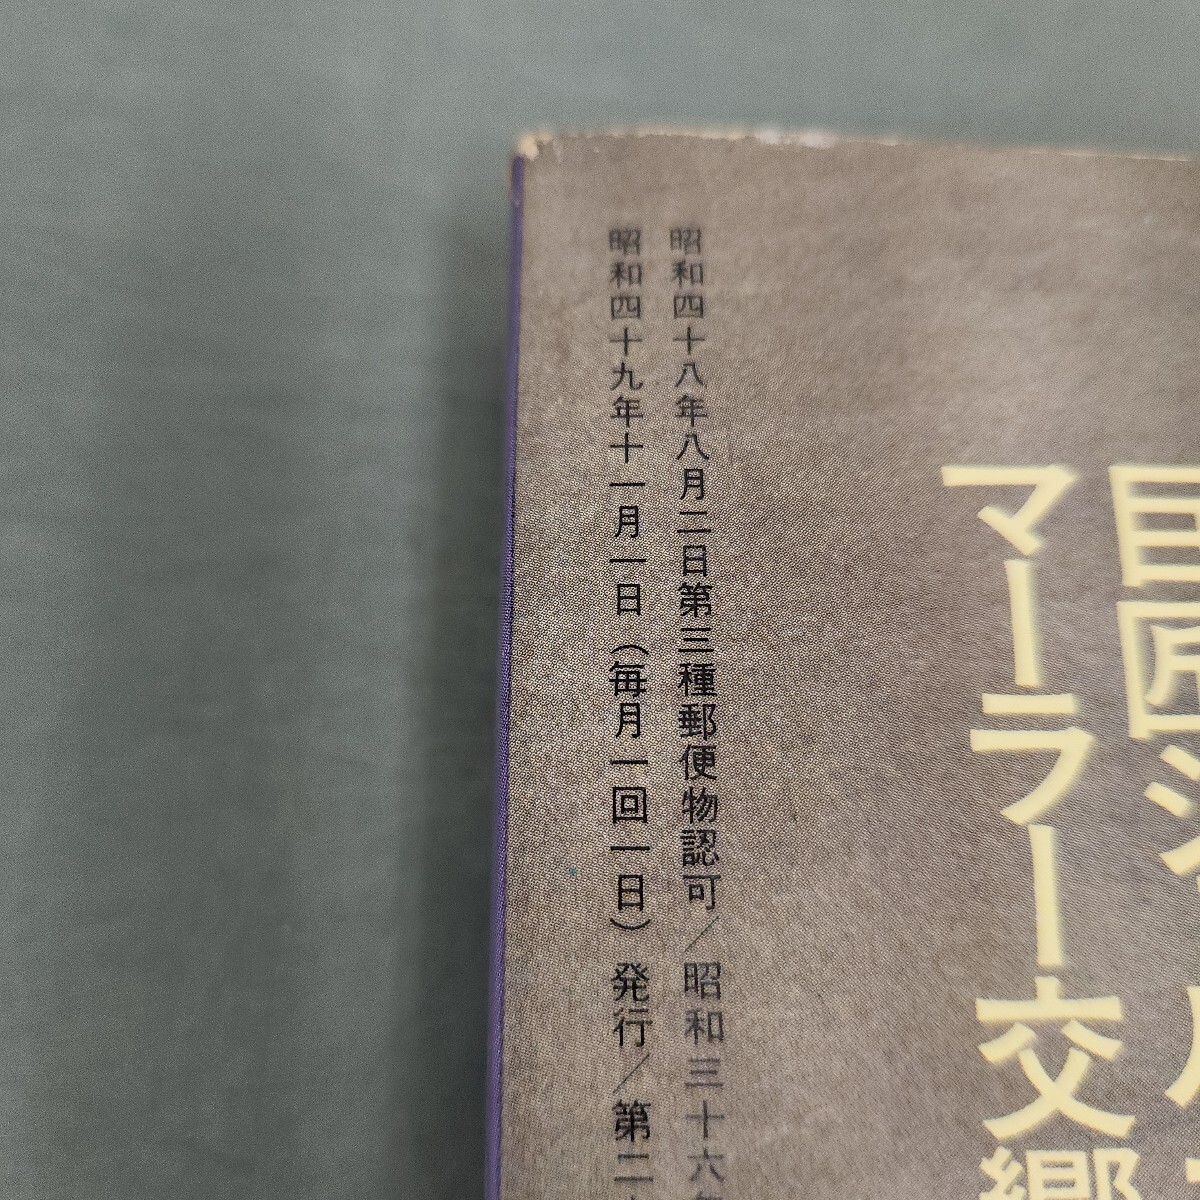 マーラー交響
昭和四十八年八月二日第三種郵便物認可／昭和三十六年
昭和四十九年十一月一日（毎月一回一日）発行／第二